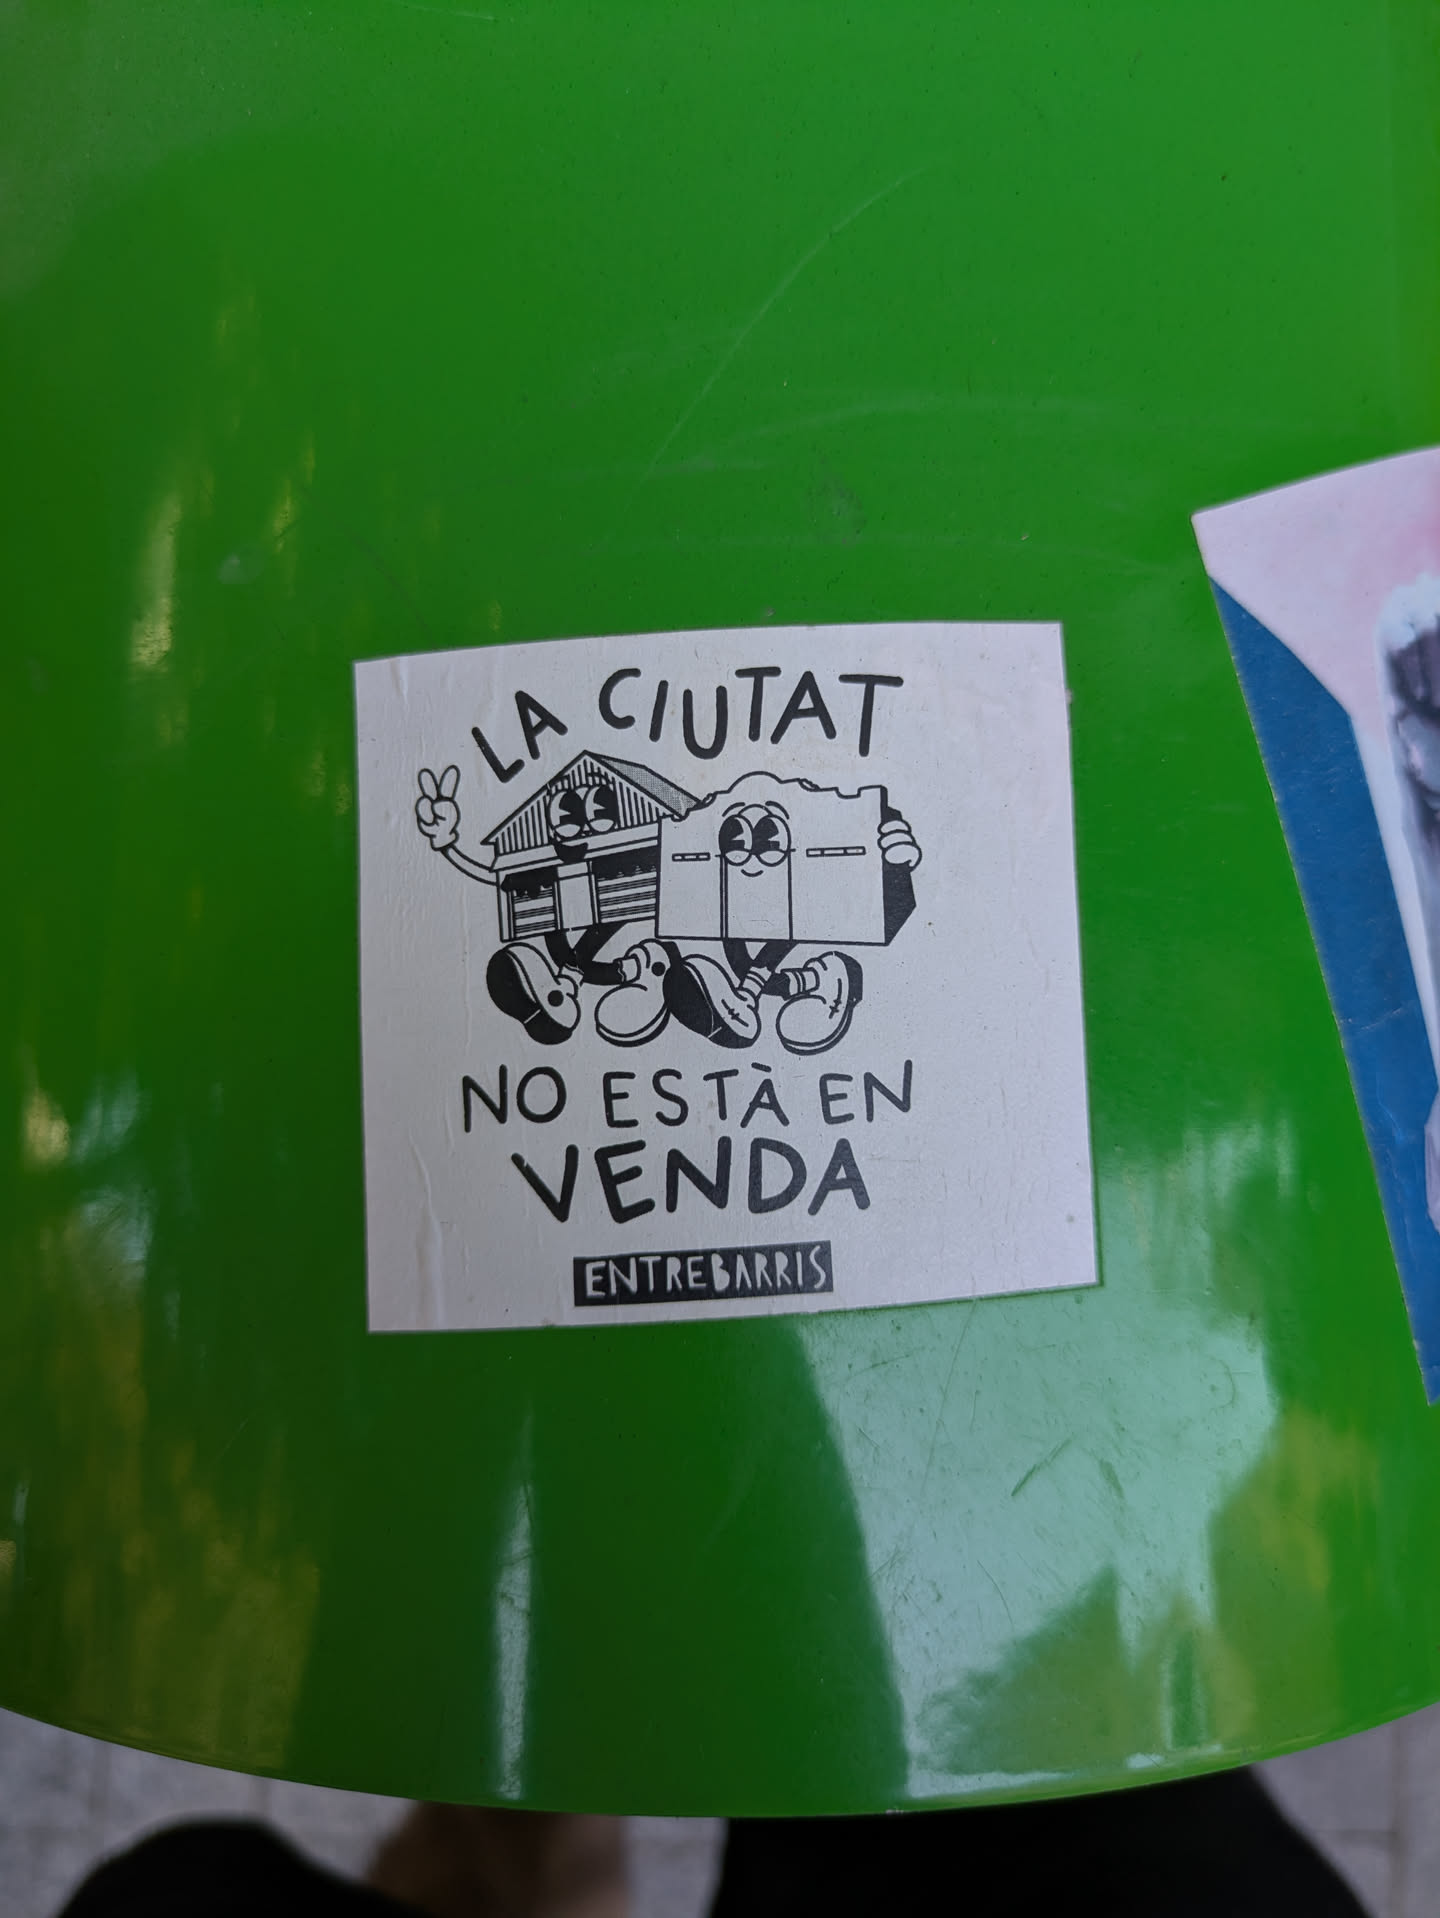 LA CIUTAT
NO ESTÀ EN
VENDA
ENTREBARRIS